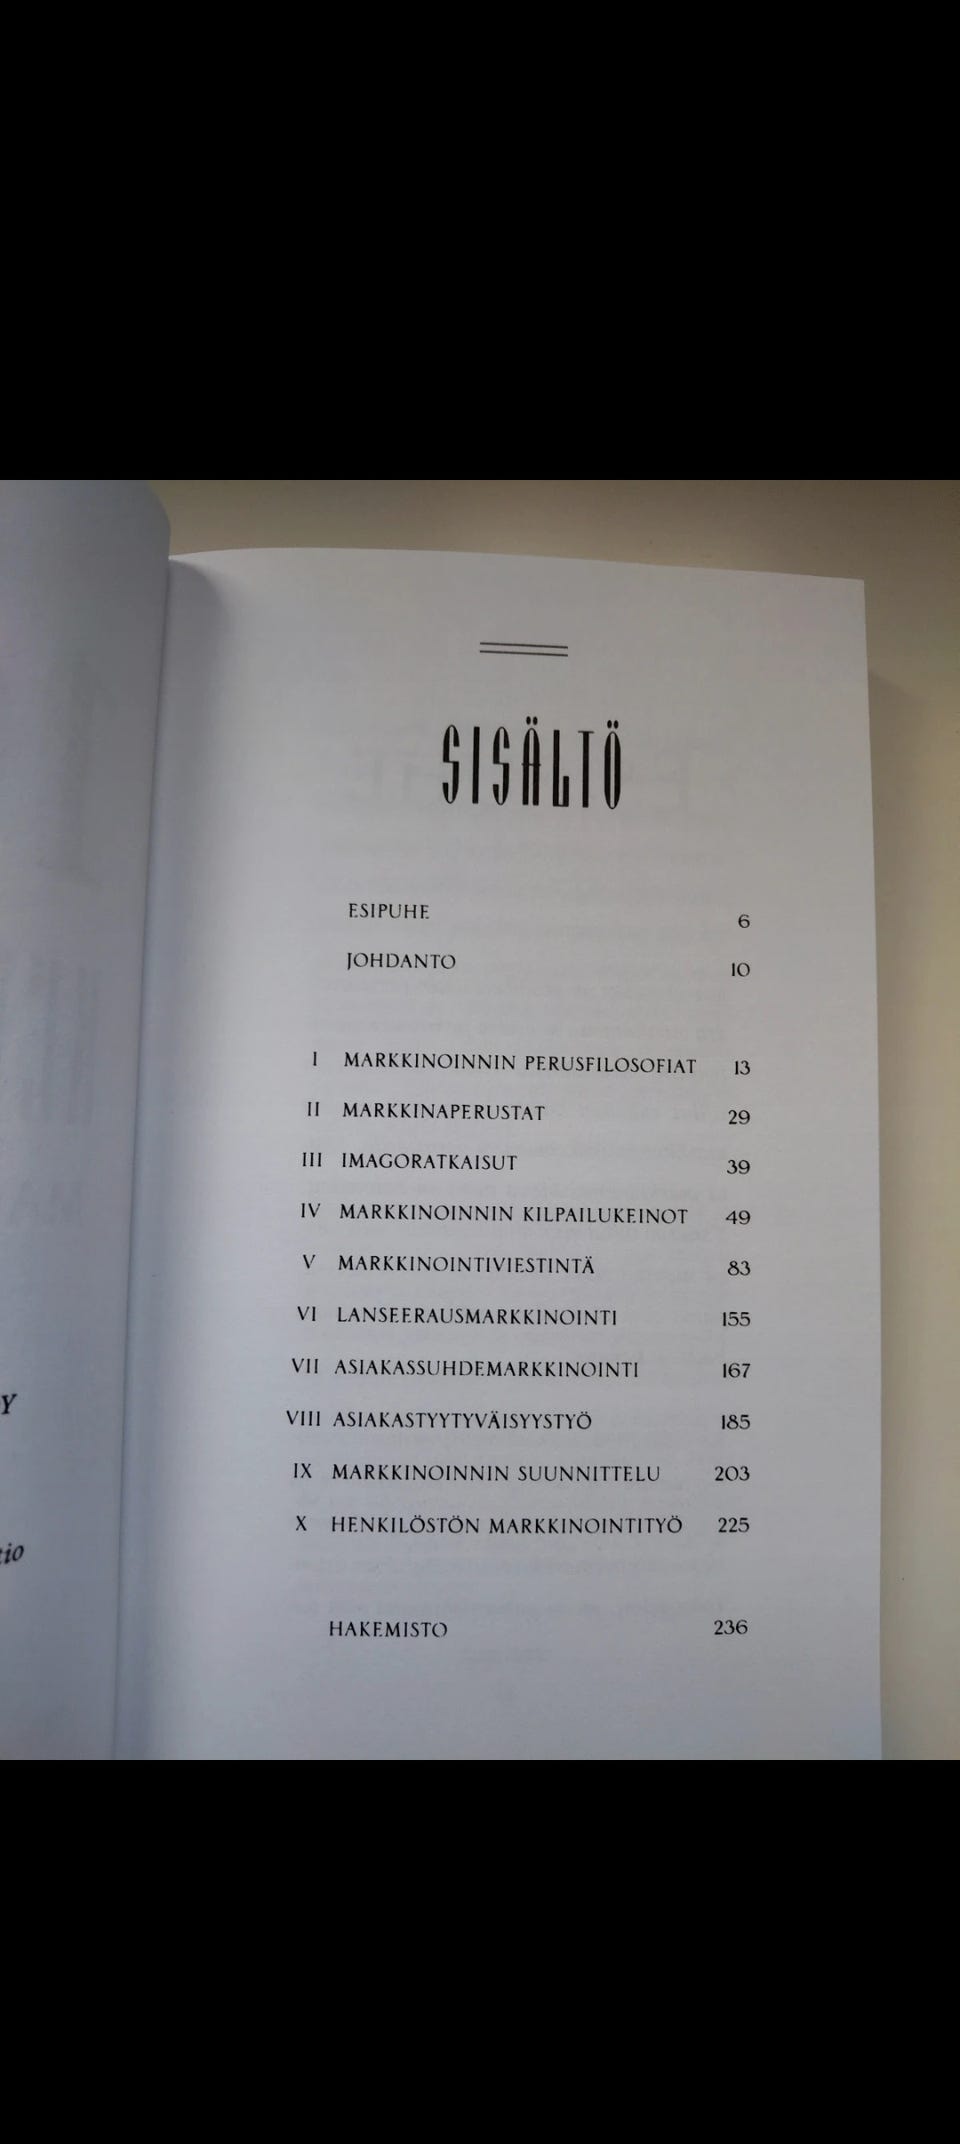 SISÄLTÖ
ESIPUHE 6
JOHDANTO 10
I MARKKINOINNIN PERUSFILOSOFIAT 13
II MARKKINAPERUSTAT 29
III IMAGORATKAISUT 39
IV MARKKINOINNIN KILPAILUKEINOT 49
V MARKKINOINTIVIESTINTÄ 83
VI LANSEERAUSMARKKINOINTI 155
VII ASIAKASSUHDEMARKKINOINTI 167
VIII ASIAKASTYYTYVÄISYYSTYÖ 185
IX MARKKINOINNIN SUUNNITTELU 203
X HENKILÖSTÖN MARKKINOINTITYÖ 225
HAKEMISTO 236